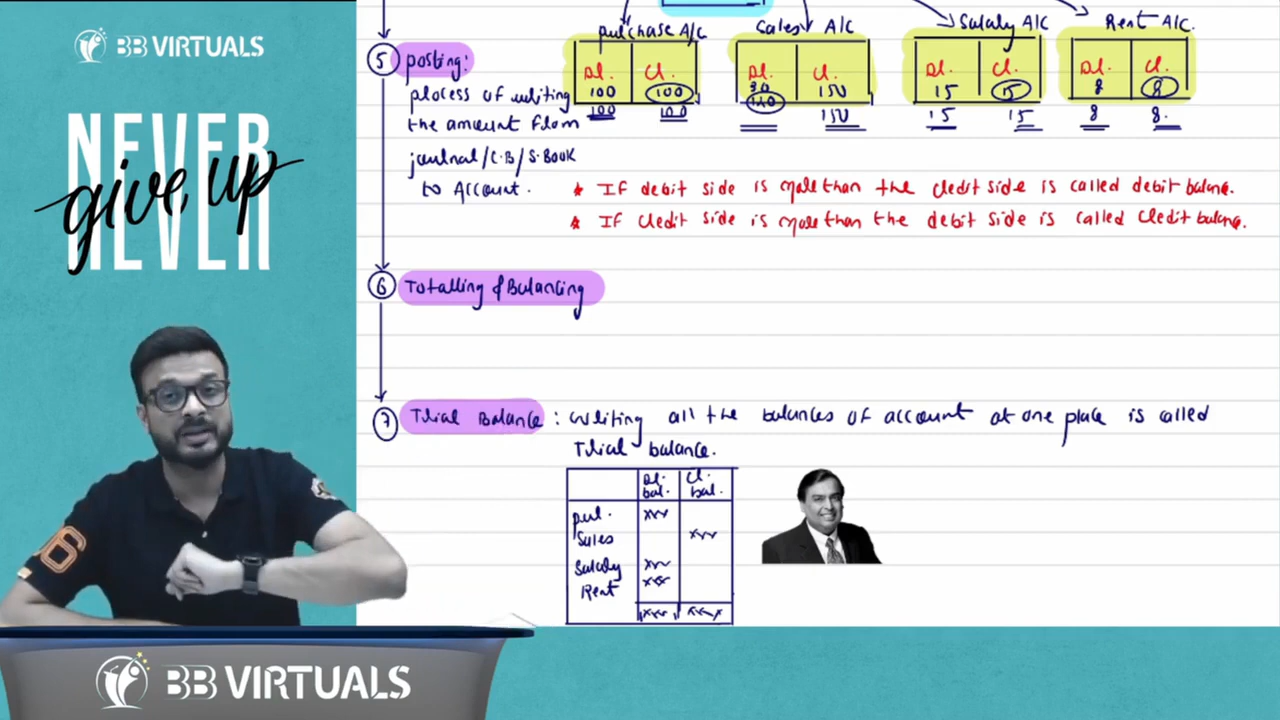 BB VIRTUALS
NEVER
give up
NEVER
Purchase A/C
Sales A/C
Salary A/C
Rent A/C.
5 posting:
Dr. Cr.
100 100
100 100
Dr. Cr.
30 150
120
150
Dr. Cr.
15 15
15 15
Dr. Cr.
8 8
8 8.
process of writing
the amount from
journal/C.B/S.Book
to Account.
* If debit side is more than the credit side is called debit balance.
* If credit side is more than the debit side is called credit balance.
6 Totalling & Balancing
7 Trial Balance : Writing all the balances of account at one place is called
Trial balance.
Dr. bal. Cr. bal.
pur. xxx
Sales xxx
Salary xxx
Rent xxx
xxx xxx
06
BB VIRTUALS